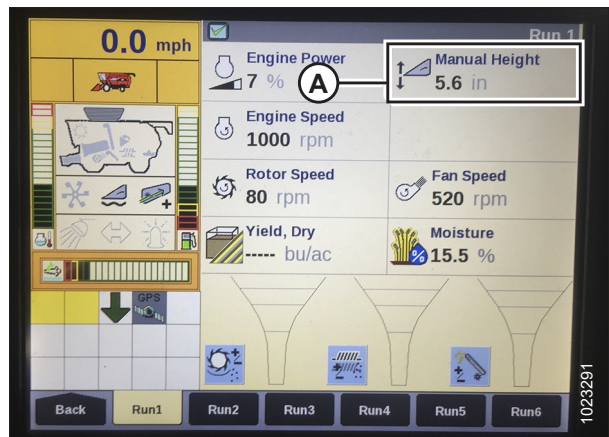 0.0 mph
Run 1
Engine Power
7 %
A
Manual Height
5.6 in
Engine Speed
1000 rpm
Rotor Speed
80 rpm
Fan Speed
520 rpm
Yield, Dry
----- bu/ac
Moisture
% 15.5 %
GPS
Back
Run1
Run2
Run3
Run4
Run5
Run6
1023291